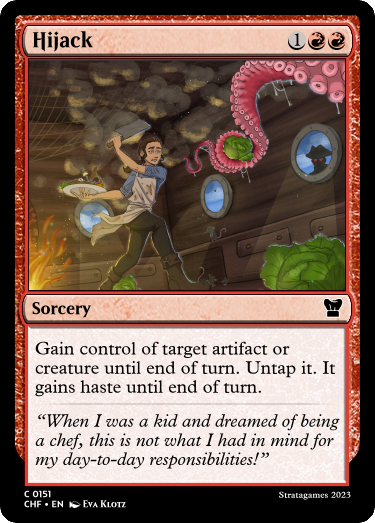 Hijack 1
Sorcery
Gain control of target artifact or
creature until end of turn. Untap it. It
gains haste until end of turn.
“When I was a kid and dreamed of being
a chef, this is not what I had in mind for
my day-to-day responsibilities!”
C 0151
CHF • EN Eva Klotz
Stratagames 2023